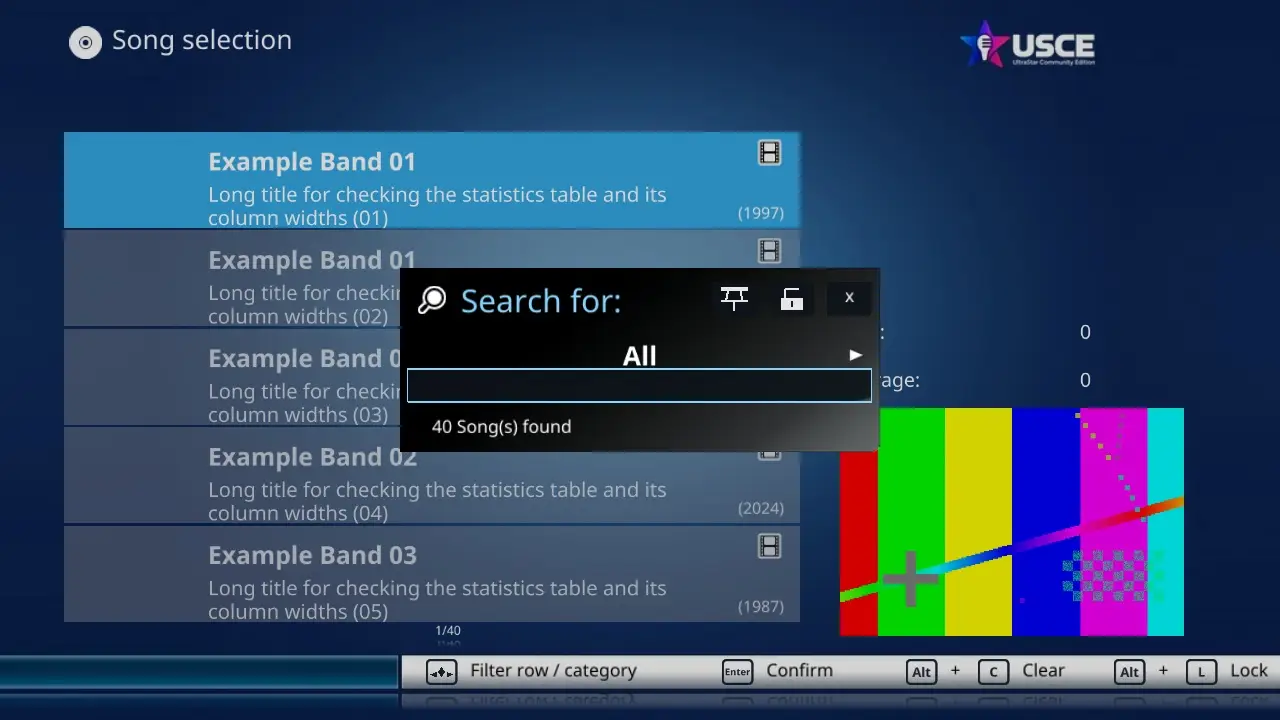 Song selection
USCE
UltraStar Community Edition
Example Band 01
Long title for checking the statistics table and its
column widths (01)
(1997)
Example Band 01
Long title for checkin
column widths (02)
Example Band 0
Long title for checkin
column widths (03)
Example Band 02
Long title for checking the statistics table and its
column widths (04)
(2024)
Example Band 03
Long title for checking the statistics table and its
column widths (05)
(1987)
1/40
Search for:
x
All
40 Song(s) found
: 0
rage: 0
Filter row / category
Enter Confirm
Alt + C Clear
Alt + L Lock